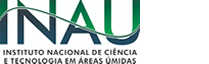 INAU
INSTITUTO NACIONAL DE CIÊNCIA
E TECNOLOGIA EM ÁREAS ÚMIDAS